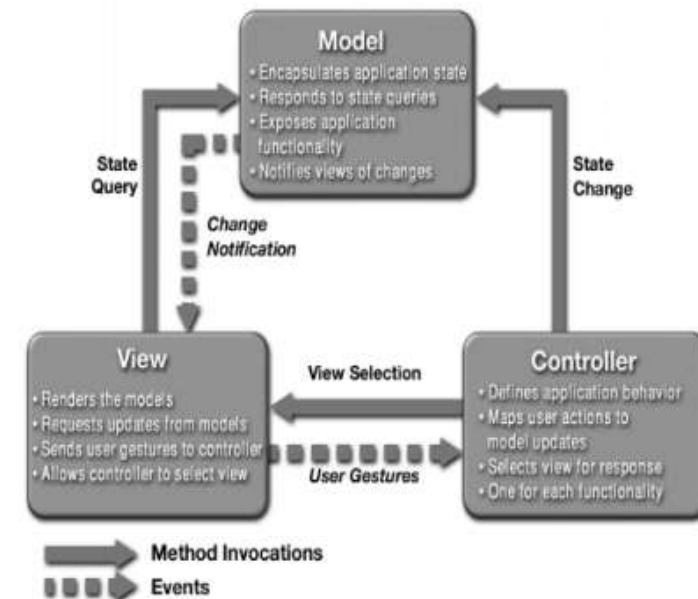 Model
• Encapsulates application state
• Responds to state queries
• Exposes application
functionality
• Notifies views of changes
State
Query
Change
Notification
State
Change
View
• Renders the models
• Requests updates from models
• Sends user gestures to controller
• Allows controller to select view
View Selection
User Gestures
Controller
• Defines application behavior
• Maps user actions to
model updates
• Selects view for response
• One for each functionality
Method Invocations
Events